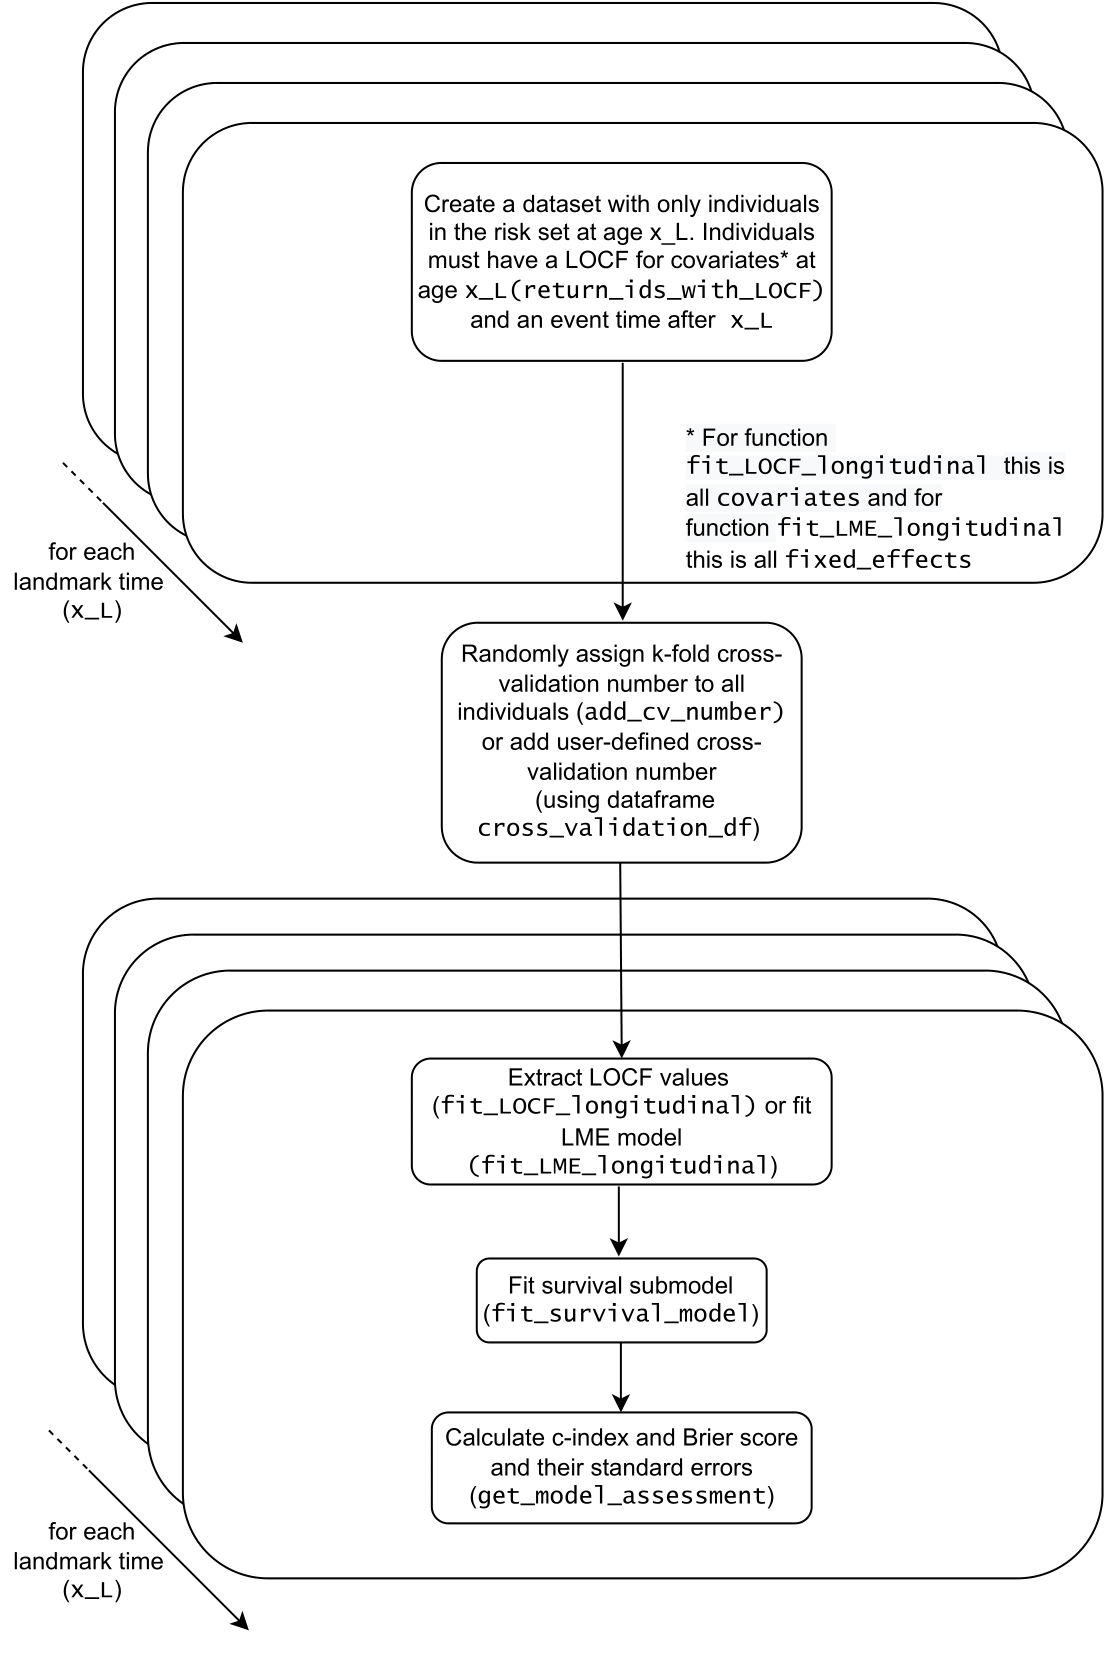 Create a dataset with only individuals
in the risk set at age x_L. Individuals
must have a LOCF for covariates* at
age x_L(return_ids_with_LOCF)
and an event time after x_L
* For function
fit_LOCF_longitudinal this is
all covariates and for
function fit_LME_longitudinal
this is all fixed_effects
for each
landmark time
(x_L)
Randomly assign k-fold cross-
validation number to all
individuals (add_cv_number)
or add user-defined cross-
validation number
(using dataframe
cross_validation_df)
Extract LOCF values
(fit_LOCF_longitudinal) or fit
LME model
(fit_LME_longitudinal)
Fit survival submodel
(fit_survival_model)
Calculate c-index and Brier score
and their standard errors
(get_model_assessment)
for each
landmark time
(x_L)